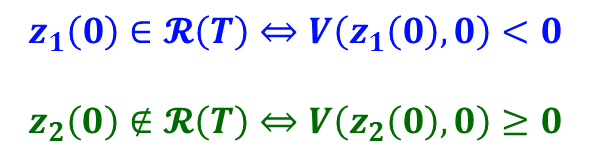 z₁(0) ∈ ℛ(T) ⇔ V(z₁(0), 0) < 0
z₂(0) ∉ ℛ(T) ⇔ V(z₂(0), 0) ≥ 0